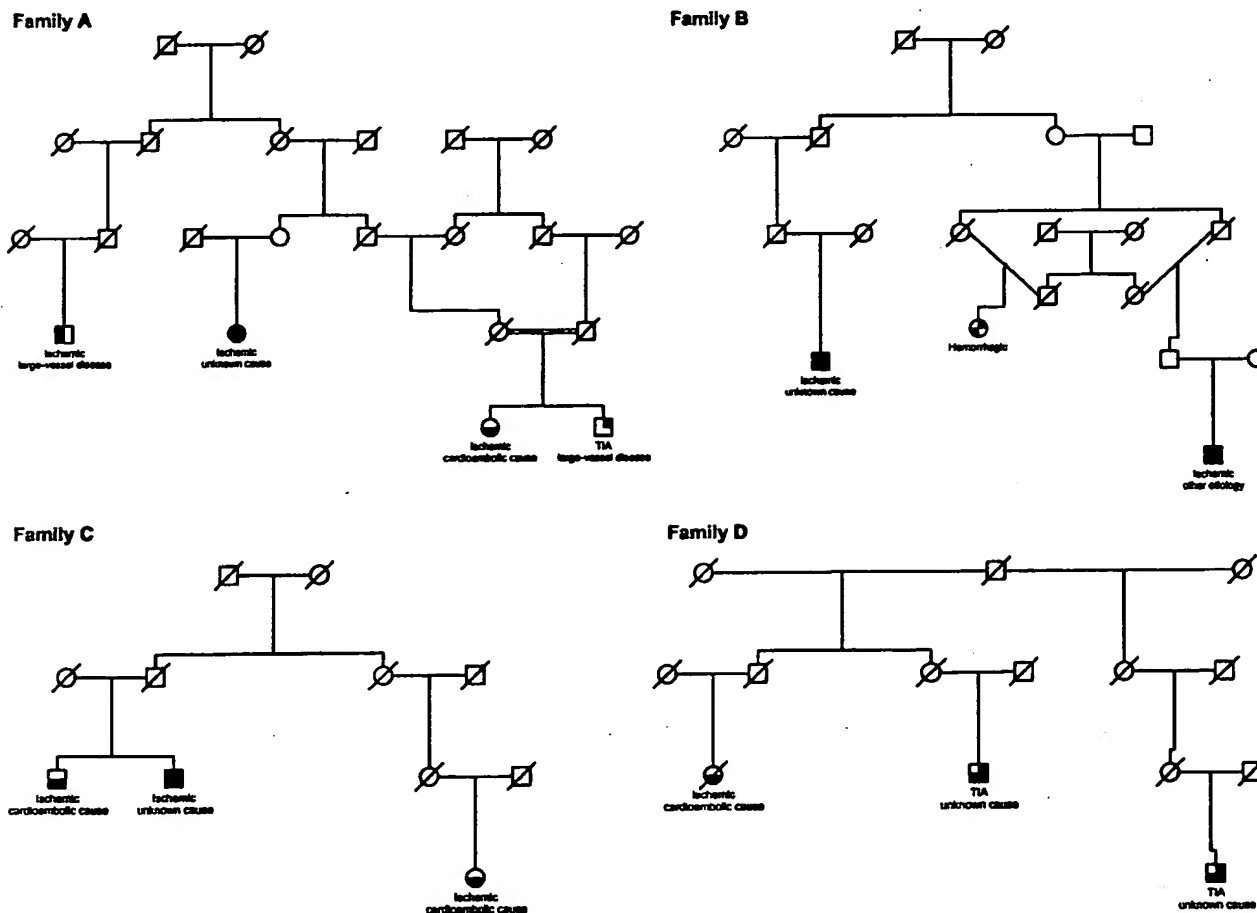 Family A
Family B
Ischemic
large-vessel disease
Ischemic
unknown cause
Ischemic
cardioembolic cause
TIA
large-vessel disease
Ischemic
unknown cause
Hemorrhagic
Ischemic
other etiology
Family C
Family D
Ischemic
cardioembolic cause
Ischemic
unknown cause
Ischemic
cardioembolic cause
Ischemic
cardioembolic cause
TIA
unknown cause
TIA
unknown cause